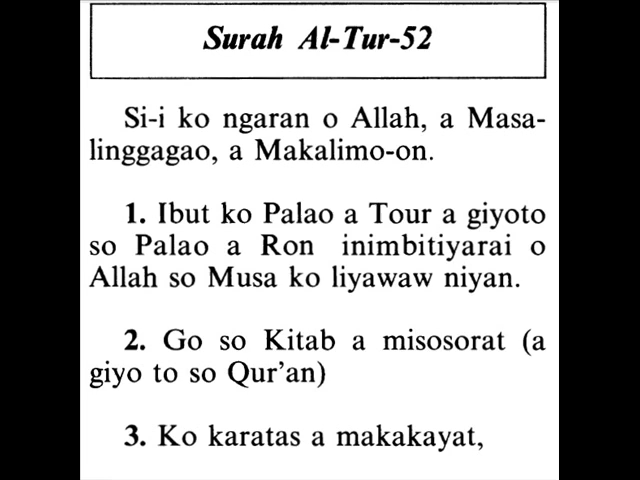 Surah Al-Tur-52
Si-i ko ngaran o Allah, a Masa-
linggagao, a Makalimo-on.
1. Ibut ko Palao a Tour a giyoto
so Palao a Ron inimbitiyarai o
Allah so Musa ko liyawaw niyan.
2. Go so Kitab a misosorat (a
giyo to so Qur'an)
3. Ko karatas a makakayat,